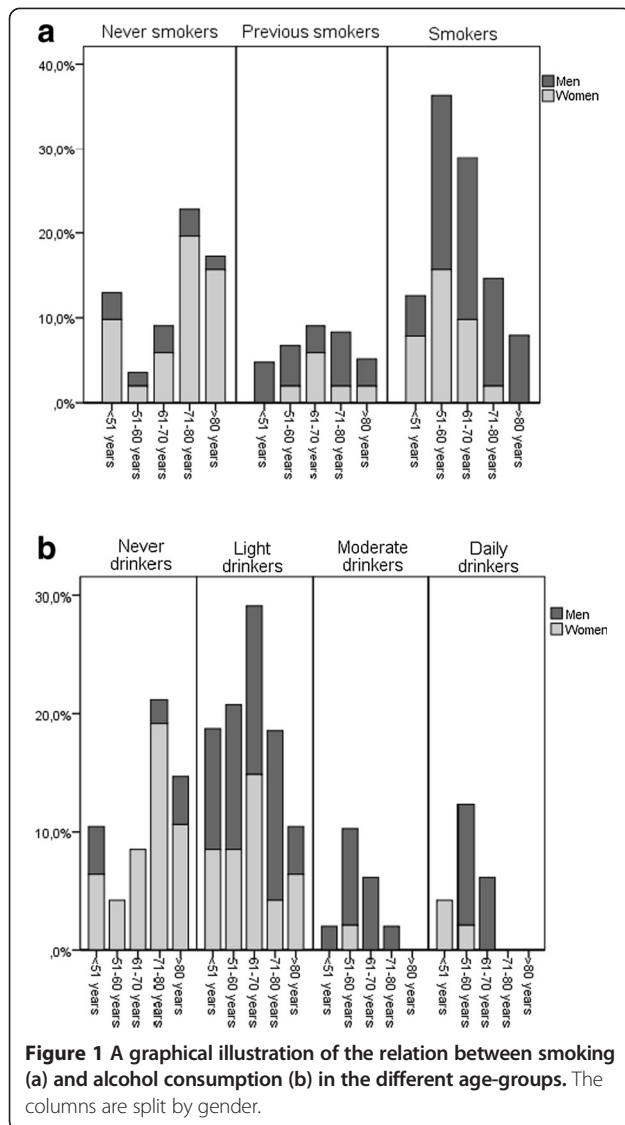 a
Never smokers Previous smokers Smokers
40,0%
Men
Women
30,0%
20,0%
10,0%
,0%
<51 years
51-60 years
61-70 years
71-80 years
>80 years
<51 years
51-60 years
61-70 years
71-80 years
>80 years
<51 years
51-60 years
61-70 years
71-80 years
>80 years
b
Never Light Moderate Daily
drinkers drinkers drinkers drinkers
30,0%
Men
Women
20,0%
10,0%
,0%
<51 years
51-60 years
61-70 years
71-80 years
>80 years
<51 years
51-60 years
61-70 years
71-80 years
>80 years
<51 years
51-60 years
61-70 years
71-80 years
>80 years
<51 years
51-60 years
61-70 years
71-80 years
>80 years
Figure 1 A graphical illustration of the relation between smoking
(a) and alcohol consumption (b) in the different age-groups. The
columns are split by gender.